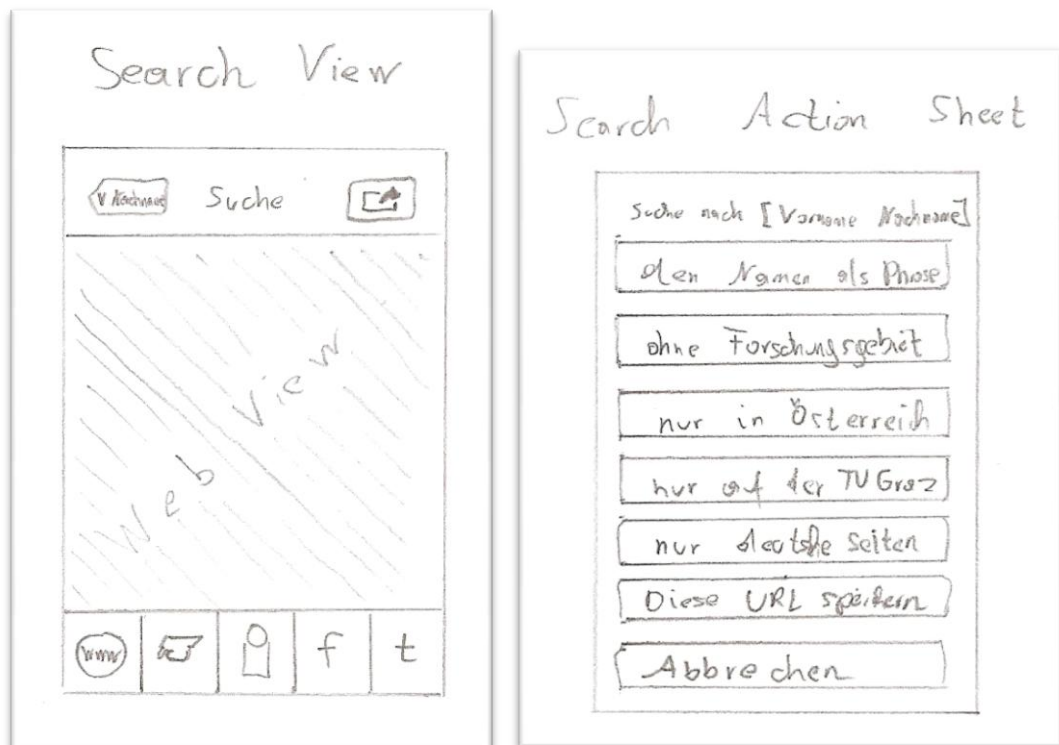 Search View
V Nachname Suche
Web View
www f t
Search Action Sheet
Suche nach [Vorname Nachname]
den Namen als Phrase
ohne Forschungsgebiet
nur in Österreich
nur auf der TU Graz
nur deutsche Seiten
Diese URL speichern
Abbrechen